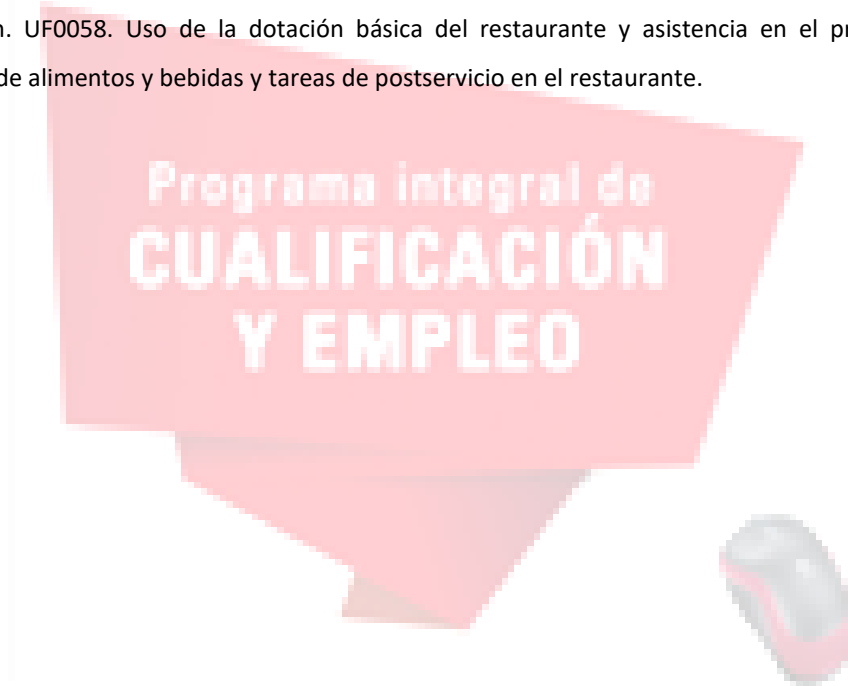 UF0058. Uso de la dotación básica del restaurante y asistencia en el
de alimentos y bebidas y tareas de postservicio en el restaurante.
Programa integral de
CUALIFICACIÓN
Y EMPLEO